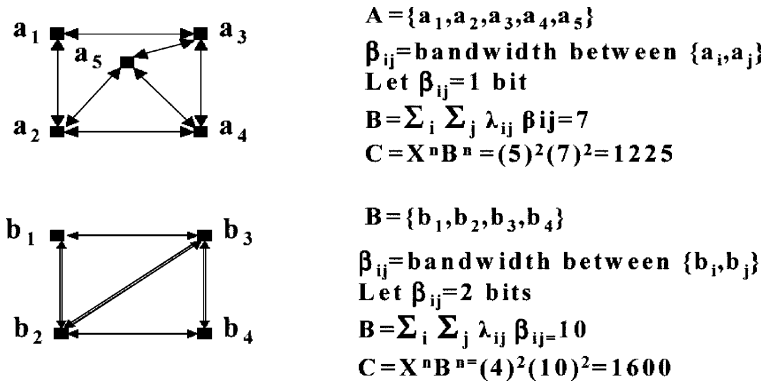 a₁ a₃
a₅
a₂ a₄
A={a₁,a₂,a₃,a₄,a₅}
βᵢⱼ=bandwidth between {aᵢ,aⱼ}
Let βᵢⱼ=1 bit
B=Σᵢ Σⱼ λᵢⱼ βij=7
C=XⁿBⁿ=(5)²(7)²=1225
b₁ b₃
b₂ b₄
B={b₁,b₂,b₃,b₄}
βᵢⱼ=bandwidth between {bᵢ,bⱼ}
Let βᵢⱼ=2 bits
B=Σᵢ Σⱼ λᵢⱼ βᵢⱼ₌10
C=XⁿBⁿ⁼(4)²(10)²=1600